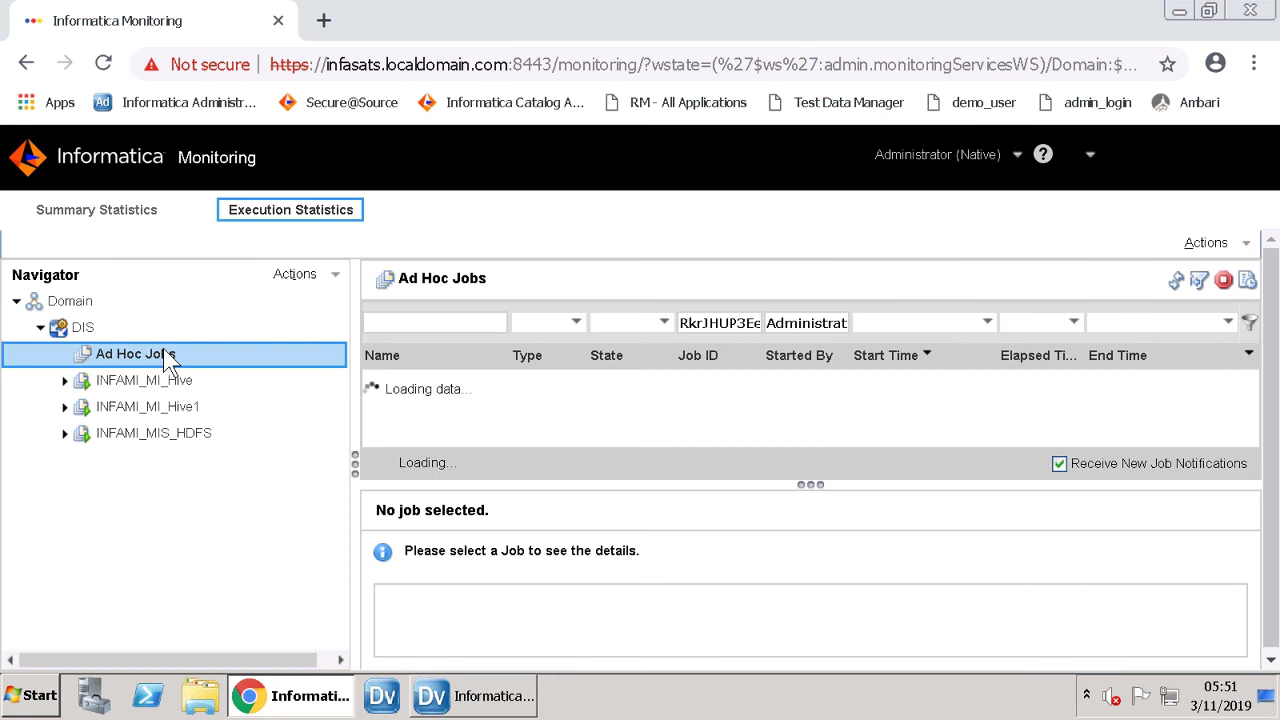 Informatica Monitoring
Not secure
https://infasats.localdomain.com:8443/monitoring/?wstate=(%27$ws%27:admin.monitoringServicesWS)/Domain:$...
Apps
Ad
Informatica Administr...
Secure@Source
Informatica Catalog A...
RM - All Applications
Test Data Manager
demo_user
admin_login
Ambari
Informatica Monitoring
Administrator (Native)
Summary Statistics
Execution Statistics
Actions
Navigator
Actions
Domain
DIS
Ad Hoc Jobs
INFAMI_MI_Hive
INFAMI_MI_Hive1
INFAMI_MIS_HDFS
Ad Hoc Jobs
RkrJHUP3Ee
Administrat
Name
Type
State
Job ID
Started By
Start Time
Elapsed Ti...
End Time
Loading data...
Loading...
Receive New Job Notifications
No job selected.
Please select a Job to see the details.
Start
Informati...
Dv
Dv
Informatica...
05:51
3/11/2019